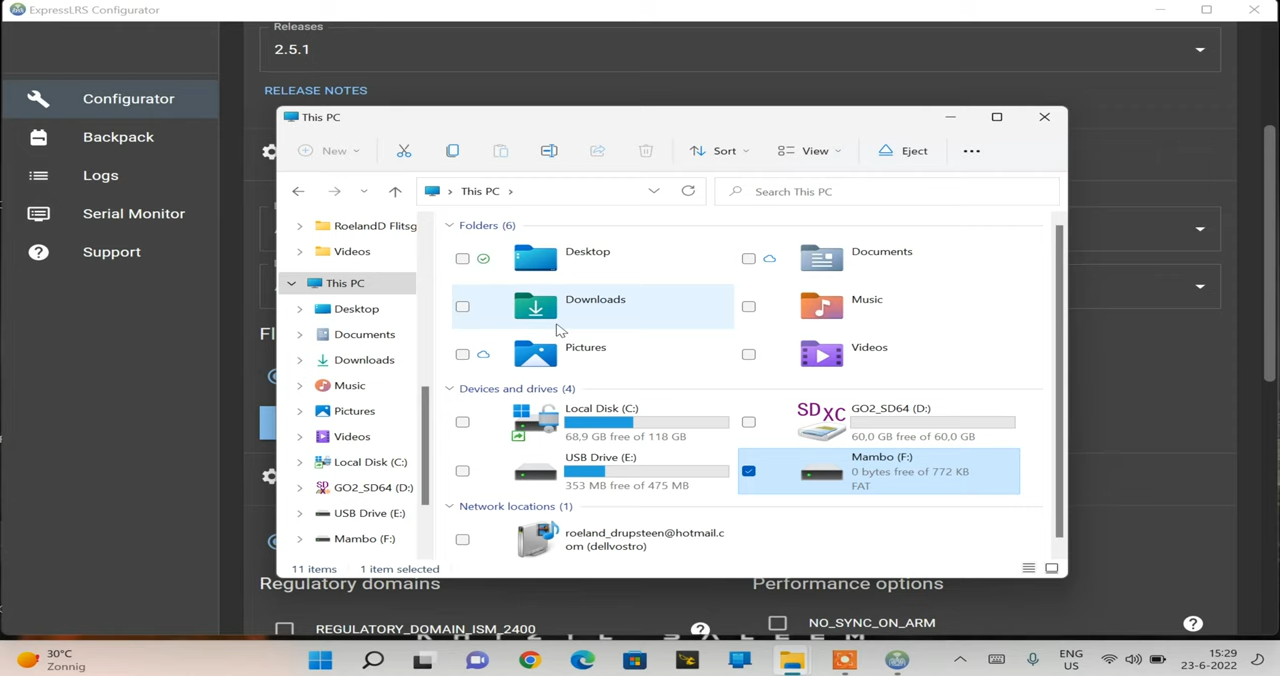 ExpressLRS Configurator
Releases
2.5.1
RELEASE NOTES
Configurator
Backpack
Logs
Serial Monitor
Support
This PC
New
Sort
View
Eject
This PC
Search This PC
RoelandD Flitsg
Videos
This PC
Desktop
Documents
Downloads
Music
Pictures
Videos
Local Disk (C:)
GO2_SD64 (D:)
USB Drive (E:)
Mambo (F:)
Folders (6)
Desktop
Documents
Downloads
Music
Pictures
Videos
Devices and drives (4)
Local Disk (C:)
68,9 GB free of 118 GB
SD XC
GO2_SD64 (D:)
60,0 GB free of 60,0 GB
USB Drive (E:)
353 MB free of 475 MB
Mambo (F:)
0 bytes free of 772 KB
FAT
Network locations (1)
roeland_drupsteen@hotmail.c
om (dellvostro)
11 items
1 item selected
Fl
Regulatory domains
Performance options
REGULATORY_DOMAIN_ISM_2400
NO_SYNC_ON_ARM
30°C
Zonnig
ENG
US
15:29
23-6-2022